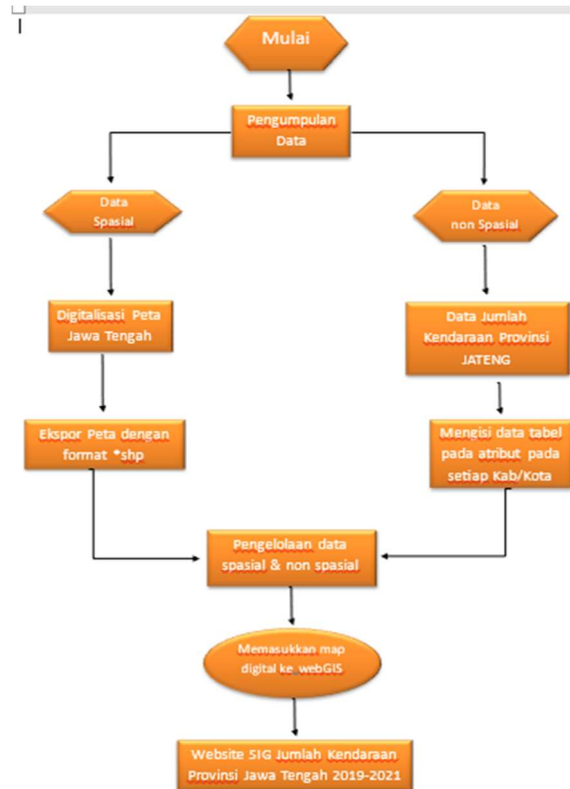 Mulai
Pengumpulan
Data
Data
Spasial
Data
non Spasial
Digitalisasi Peta
Jawa Tengah
Data Jumlah
Kendaraan Provinsi
JATENG
Ekspor Peta dengan
format *shp
Mengisi data tabel
pada atribut pada
setiap Kab/Kota
Pengelolaan data
spasial & non spasial
Memasukkan map
digital ke webGIS
Website SIG Jumlah Kendaraan
Provinsi Jawa Tengah 2019-2021